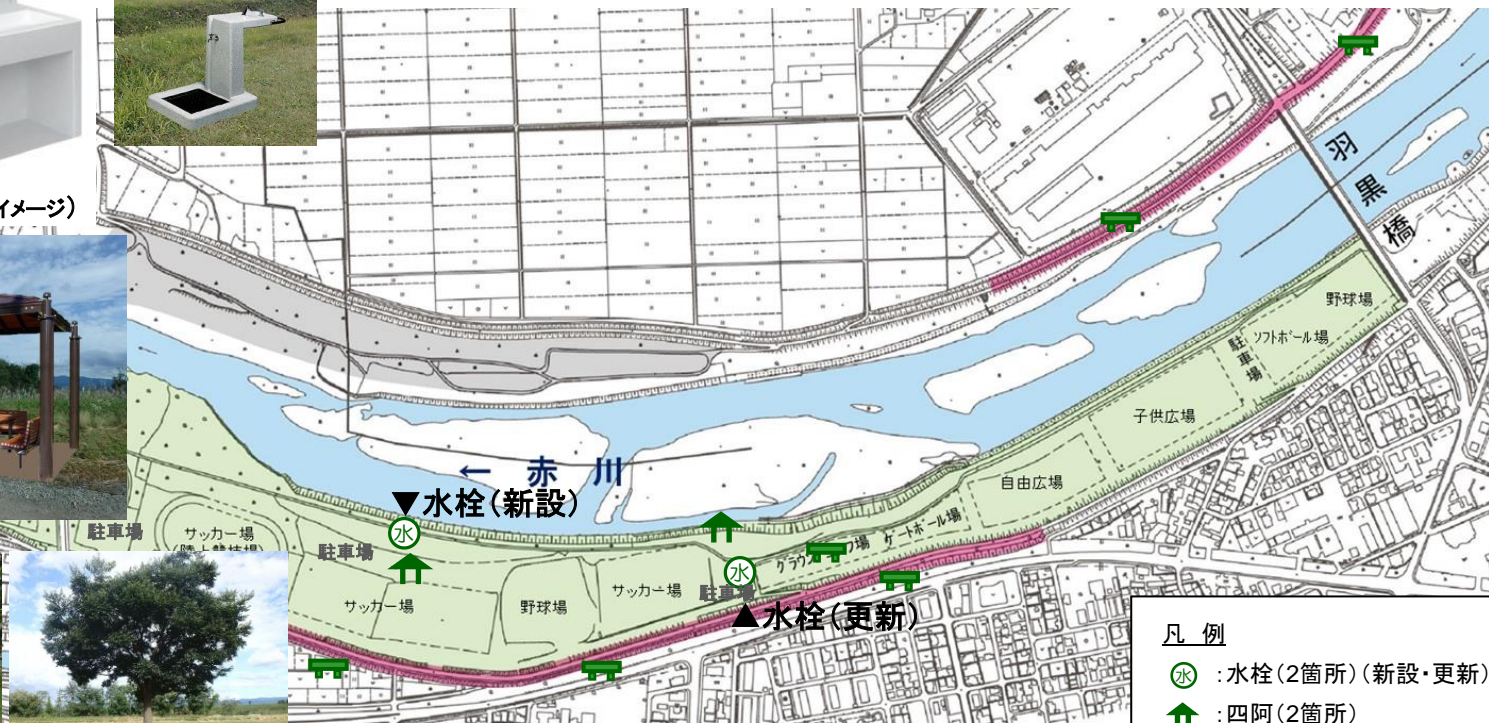 イメージ)
羽黒橋
野球場
ソフトボール場
駐車場
子供広場
自由広場
← 赤 川
▼水栓(新設)
水
駐車場
サッカー場
駐車場
サッカー場
野球場
サッカー場
駐車場
水
ゲートボール場
▲水栓(更新)
凡 例
水 :水栓(2箇所)(新設・更新)
:四阿(2箇所)